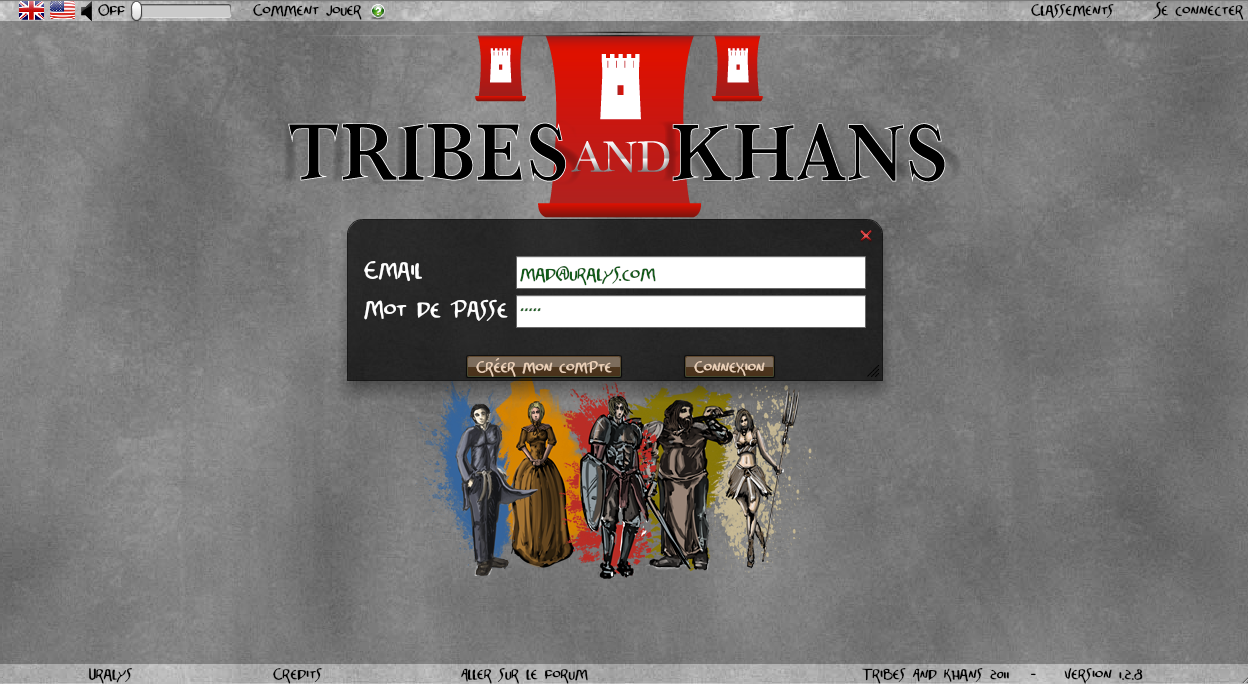 OFF COMMENT JOUER ? CLASSEMENTS SE CONNECTER
TRIBES AND KHANS
EMAIL MAD@URALYS.COM
MOT DE PASSE •••••
CRÉER MON COMPTE CONNEXION
URALYS CREDITS ALLER SUR LE FORUM TRIBES AND KHANS 2011 - VERSION 1.2.8